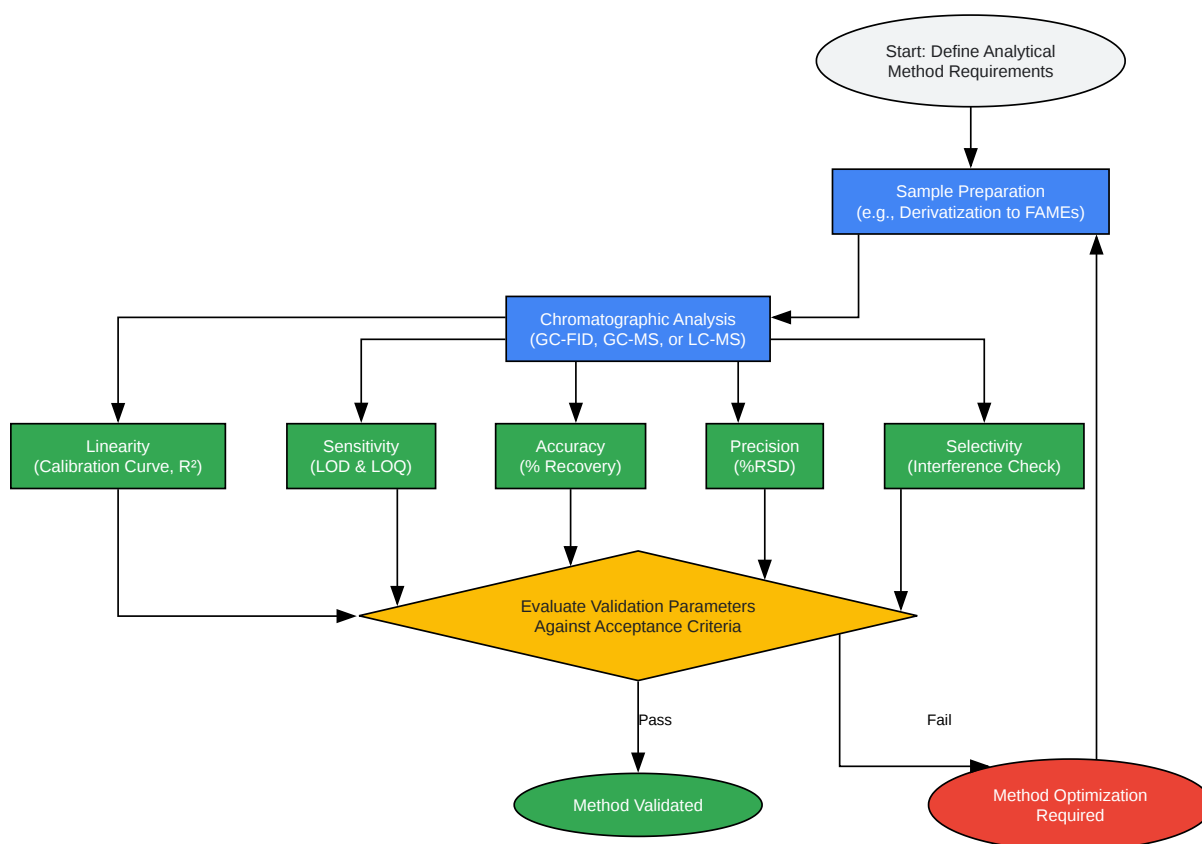 Start: Define Analytical
Method Requirements
Sample Preparation
(e.g., Derivatization to FAMEs)
Chromatographic Analysis
(GC-FID, GC-MS, or LC-MS)
Linearity
(Calibration Curve, R²)
Sensitivity
(LOD & LOQ)
Accuracy
(% Recovery)
Precision
(%RSD)
Selectivity
(Interference Check)
Evaluate Validation Parameters
Against Acceptance Criteria
Pass
Fail
Method Validated
Method Optimization
Required